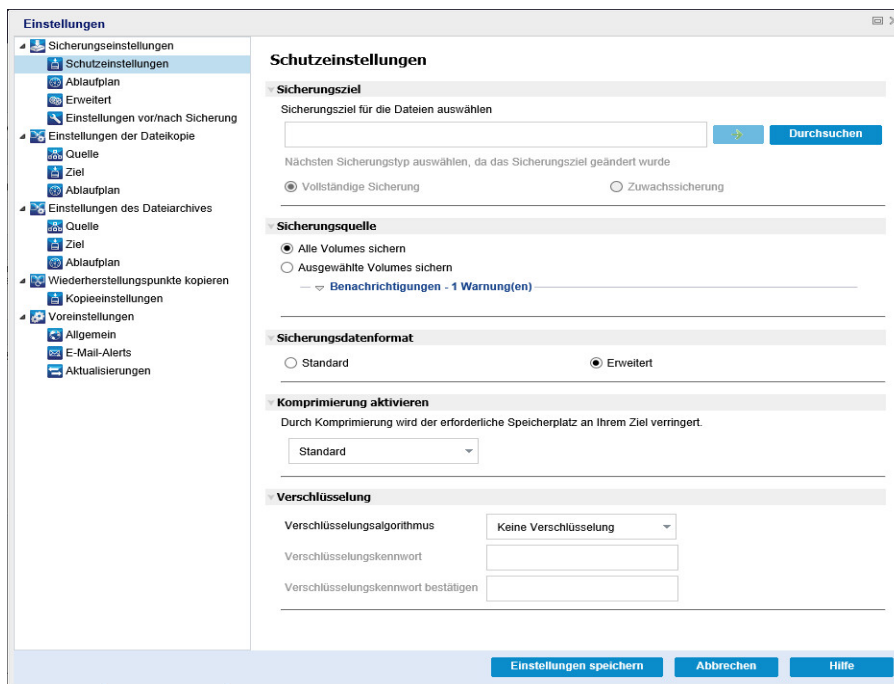 Einstellungen
Sicherungseinstellungen
Schutzeinstellungen
Ablaufplan
Erweitert
Einstellungen vor/nach Sicherung
Einstellungen der Dateikopie
Quelle
Ziel
Ablaufplan
Einstellungen des Dateiarchives
Quelle
Ziel
Ablaufplan
Wiederherstellungspunkte kopieren
Kopieeinstellungen
Voreinstellungen
Allgemein
E-Mail-Alerts
Aktualisierungen
Schutzeinstellungen
Sicherungsziel
Sicherungsziel für die Dateien auswählen
Durchsuchen
Nächsten Sicherungstyp auswählen, da das Sicherungsziel geändert wurde
Vollständige Sicherung Zuwachssicherung
Sicherungsquelle
Alle Volumes sichern
Ausgewählte Volumes sichern
Benachrichtigungen - 1 Warnung(en)
Sicherungsdatenformat
Standard Erweitert
Komprimierung aktivieren
Durch Komprimierung wird der erforderliche Speicherplatz an Ihrem Ziel verringert.
Standard
Verschlüsselung
Verschlüsselungsalgorithmus Keine Verschlüsselung
Verschlüsselungskennwort
Verschlüsselungskennwort bestätigen
Einstellungen speichern Abbrechen Hilfe